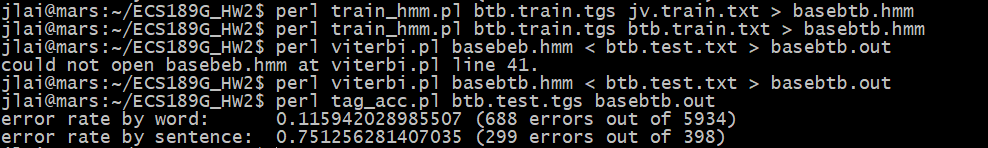 jlai@mars:~/ECS189G_HW2$ perl train_hmm.pl btb.train.tgs jv.train.txt > basebtb.hmm
jlai@mars:~/ECS189G_HW2$ perl train_hmm.pl btb.train.tgs btb.train.txt > basebtb.hmm
jlai@mars:~/ECS189G_HW2$ perl viterbi.pl basebeb.hmm < btb.test.txt > basebtb.out
could not open basebeb.hmm at viterbi.pl line 41.
jlai@mars:~/ECS189G_HW2$ perl viterbi.pl basebtb.hmm < btb.test.txt > basebtb.out
jlai@mars:~/ECS189G_HW2$ perl tag_acc.pl btb.test.tgs basebtb.out
error rate by word:      0.115942028985507 (688 errors out of 5934)
error rate by sentence:  0.751256281407035 (299 errors out of 398)